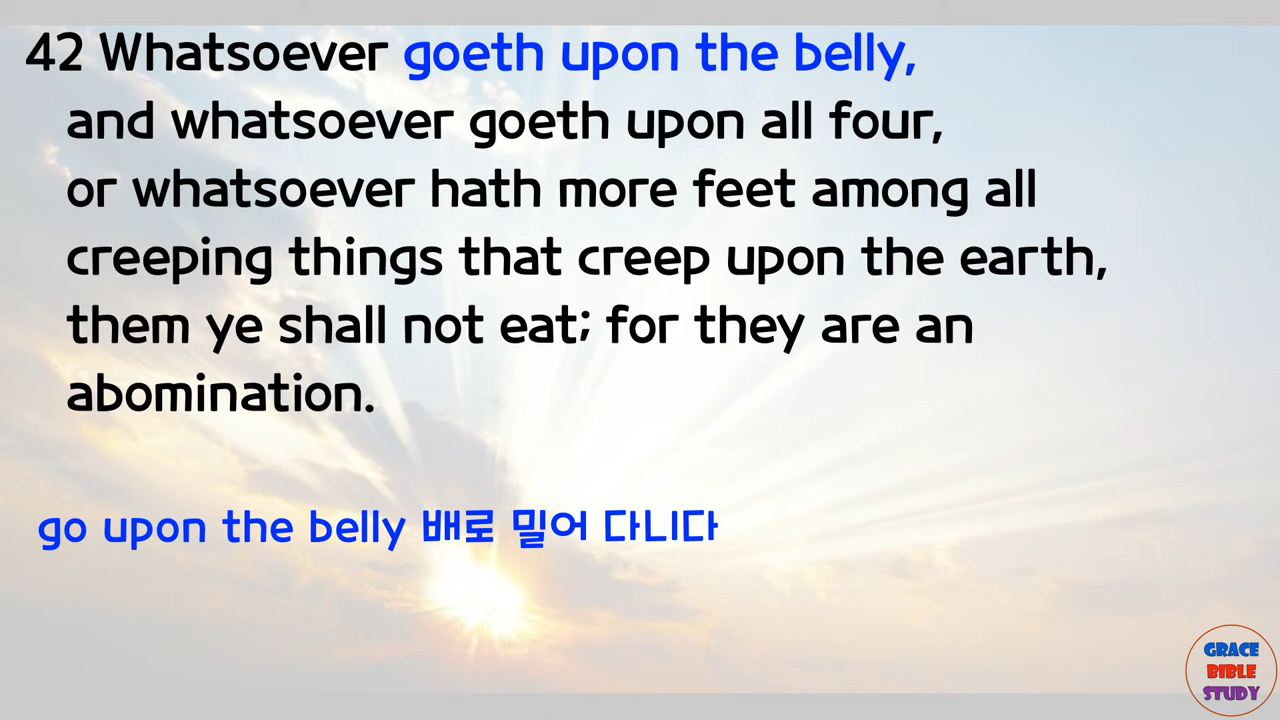 42 Whatsoever goeth upon the belly,
and whatsoever goeth upon all four,
or whatsoever hath more feet among all
creeping things that creep upon the earth,
them ye shall not eat; for they are an
abomination.
go upon the belly 배로 밀어 다니다
GRACE
BIBLE
STUDY